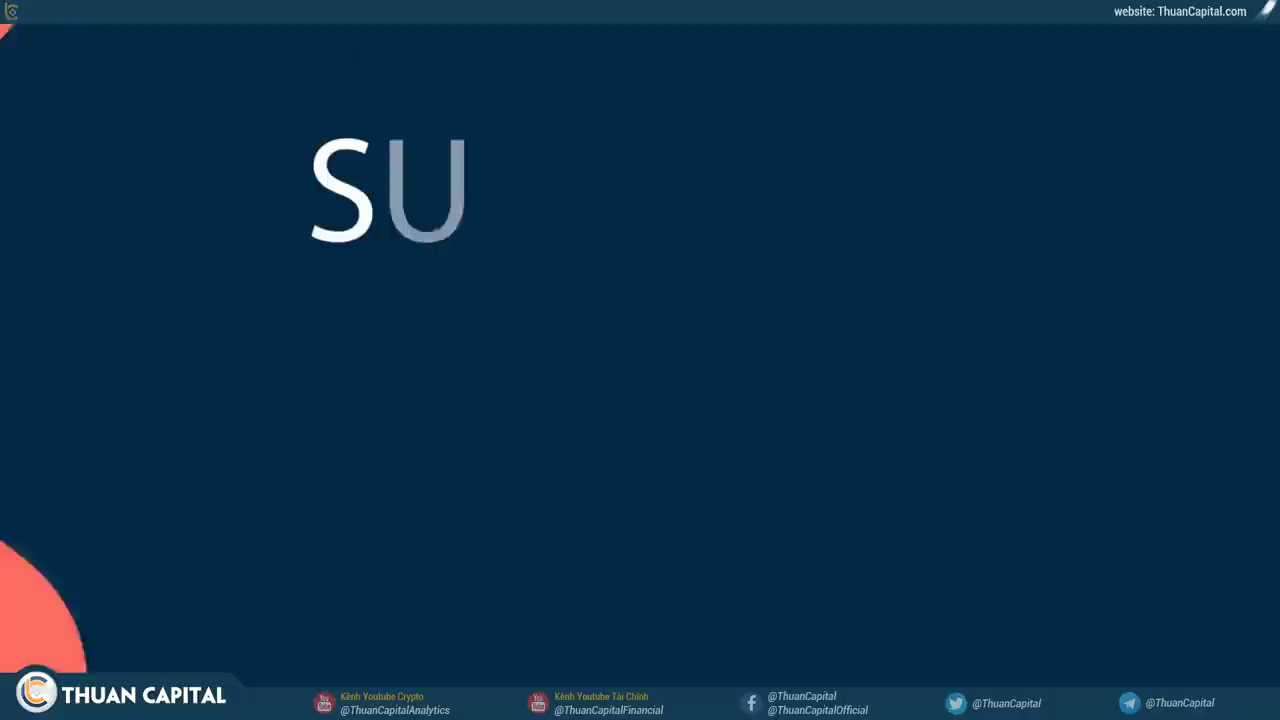 website: ThuanCapital.com
SU
THUAN CAPITAL
Kênh Youtube Crypto
@ThuanCapitalAnalytics
Kênh Youtube Tài Chính
@ThuanCapitalFinancial
@ThuanCapital
@ThuanCapitalOfficial
@ThuanCapital
@ThuanCapital